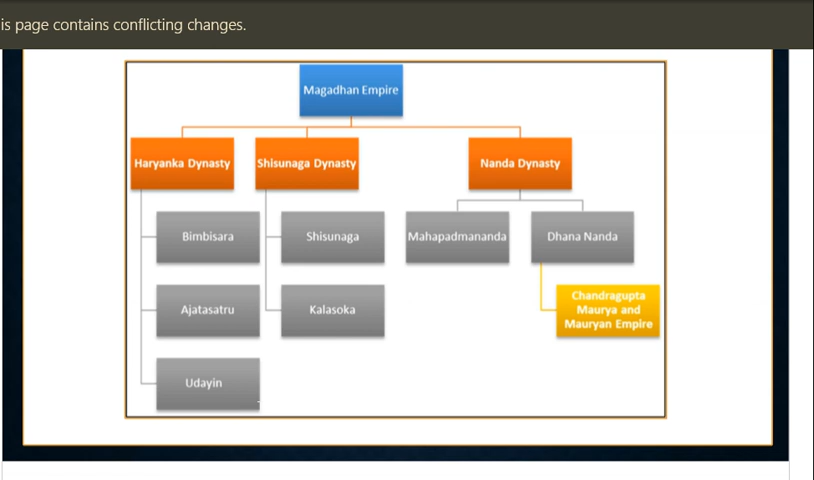 is page contains conflicting changes.
Magadhan Empire
Haryanka Dynasty
Shisunaga Dynasty
Nanda Dynasty
Bimbisara
Shisunaga
Mahapadmananda
Dhana Nanda
Ajatasatru
Kalasoka
Chandragupta
Maurya and
Mauryan Empire
Udayin